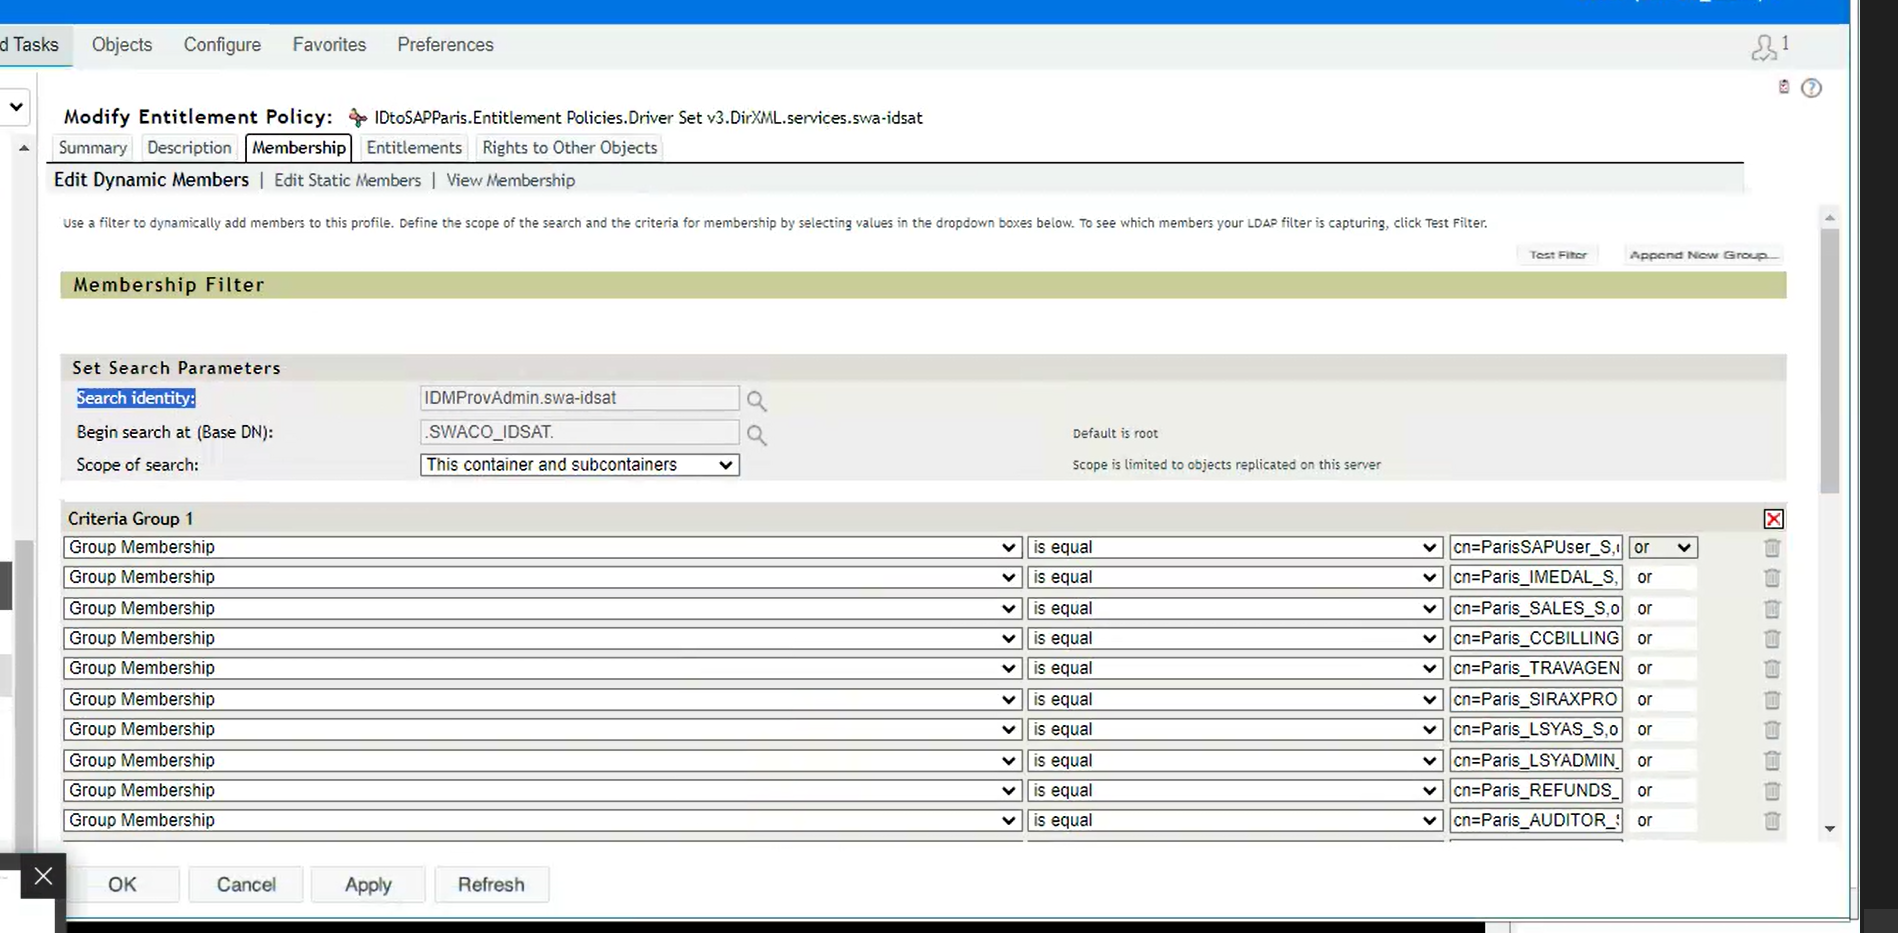 d Tasks Objects Configure Favorites Preferences 1
Modify Entitlement Policy: IDtoSAPParis.Entitlement Policies.Driver Set v3.DirXML.services.swa-idsat
Summary Description Membership Entitlements Rights to Other Objects
Edit Dynamic Members | Edit Static Members | View Membership
Use a filter to dynamically add members to this profile. Define the scope of the search and the criteria for membership by selecting values in the dropdown boxes below. To see which members your LDAP filter is capturing, click Test Filter.
Test Filter Append New Group...
Membership Filter
Set Search Parameters
Search identity: IDMProvAdmin.swa-idsat
Begin search at (Base DN): .SWACO_IDSAT. Default is root
Scope of search: This container and subcontainers Scope is limited to objects replicated on this server
Criteria Group 1
Group Membership is equal cn=ParisSAPUser_S, or
Group Membership is equal cn=Paris_IMEDAL_S, or
Group Membership is equal cn=Paris_SALES_S,o or
Group Membership is equal cn=Paris_CCBILLING or
Group Membership is equal cn=Paris_TRAVAGEN or
Group Membership is equal cn=Paris_SIRAXPRO or
Group Membership is equal cn=Paris_LSYAS_S,o or
Group Membership is equal cn=Paris_LSYADMIN_ or
Group Membership is equal cn=Paris_REFUNDS_ or
Group Membership is equal cn=Paris_AUDITOR_ or
OK Cancel Apply Refresh